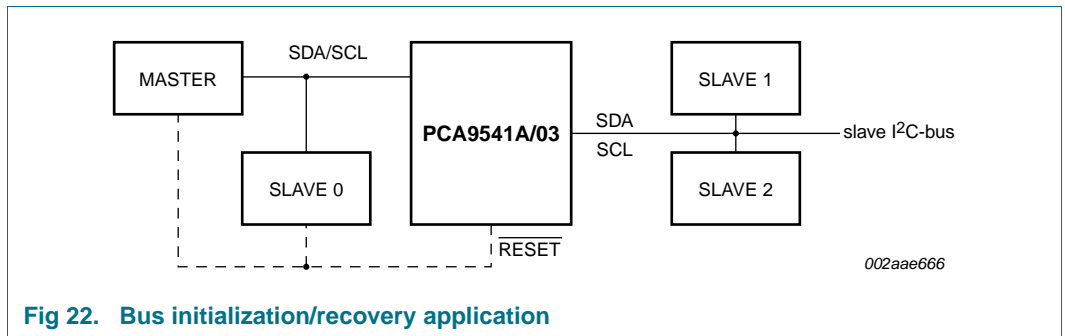 SDA/SCL
MASTER
SLAVE 0
PCA9541A/03
RESET
SDA
SCL
SLAVE 1
SLAVE 2
slave I²C-bus
002aae666
Fig 22. Bus initialization/recovery application